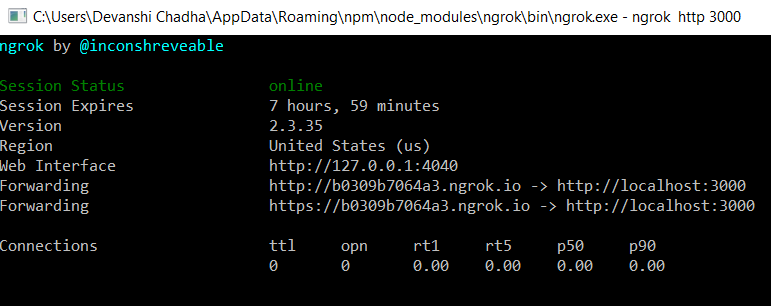 C:\Users\Devanshi Chadha\AppData\Roaming\npm\node_modules\ngrok\bin\ngrok.exe - ngrok http 3000
ngrok by @inconshreveable
Session Status online
Session Expires 7 hours, 59 minutes
Version 2.3.35
Region United States (us)
Web Interface http://127.0.0.1:4040
Forwarding http://b0309b7064a3.ngrok.io -> http://localhost:3000
Forwarding https://b0309b7064a3.ngrok.io -> http://localhost:3000
Connections ttl opn rt1 rt5 p50 p90
0 0 0.00 0.00 0.00 0.00